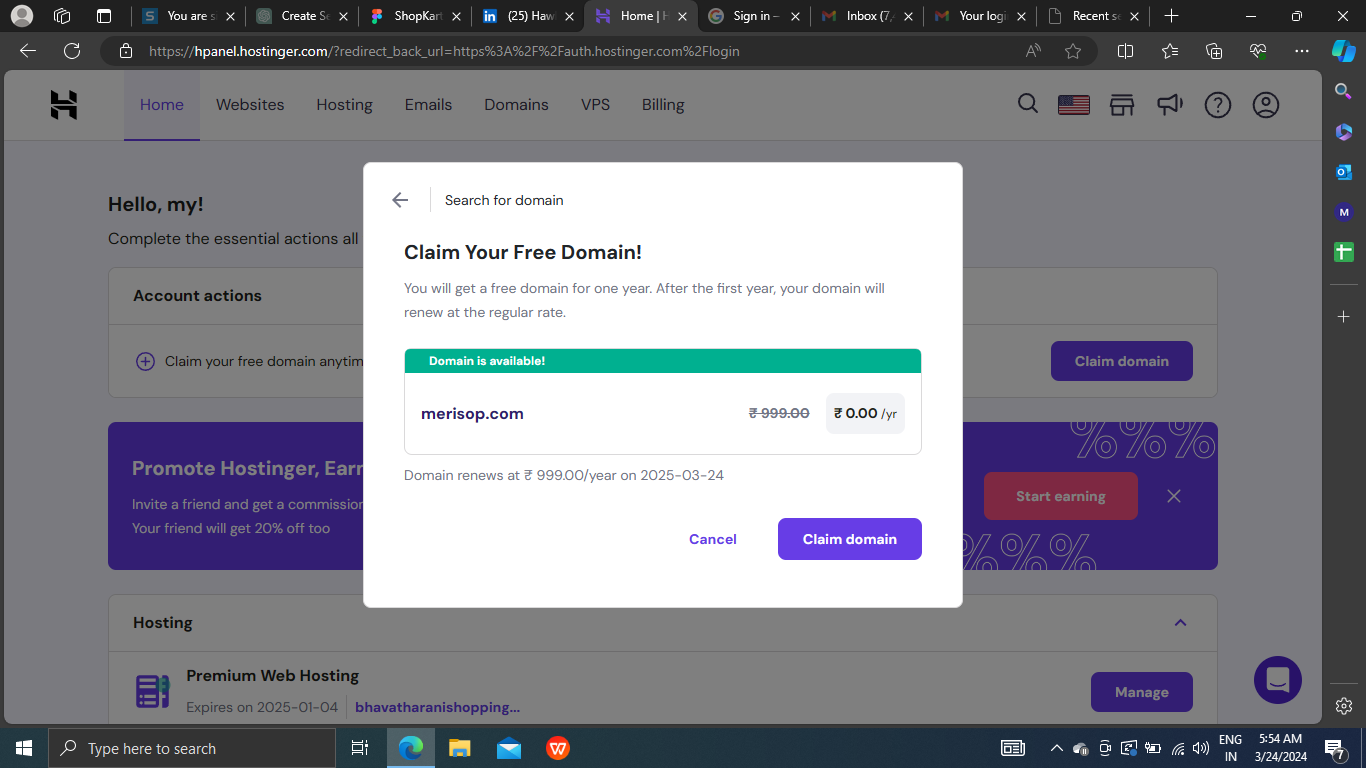 You are s
Create Se
ShopKart
(25) Haw
Home | H
Sign in –
Inbox (7,
Your logi
Recent se
https://hpanel.hostinger.com/?redirect_back_url=https%3A%2F%2Fauth.hostinger.com%2Flogin
Home
Websites
Hosting
Emails
Domains
VPS
Billing
Search for domain
Hello, my!
Complete the essential actions all
Claim Your Free Domain!
You will get a free domain for one year. After the first year, your domain will
renew at the regular rate.
Account actions
Claim your free domain anytim
Claim domain
Domain is available!
merisop.com
₹ 999.00
₹ 0.00 /yr
Domain renews at ₹ 999.00/year on 2025-03-24
Cancel
Claim domain
Promote Hostinger, Earn
Invite a friend and get a commission
Your friend will get 20% off too
%%%
Start earning
%%%
Hosting
Premium Web Hosting
Expires on 2025-01-04
bhavatharanishopping...
Manage
Type here to search
ENG
IN
5:54 AM
3/24/2024
7